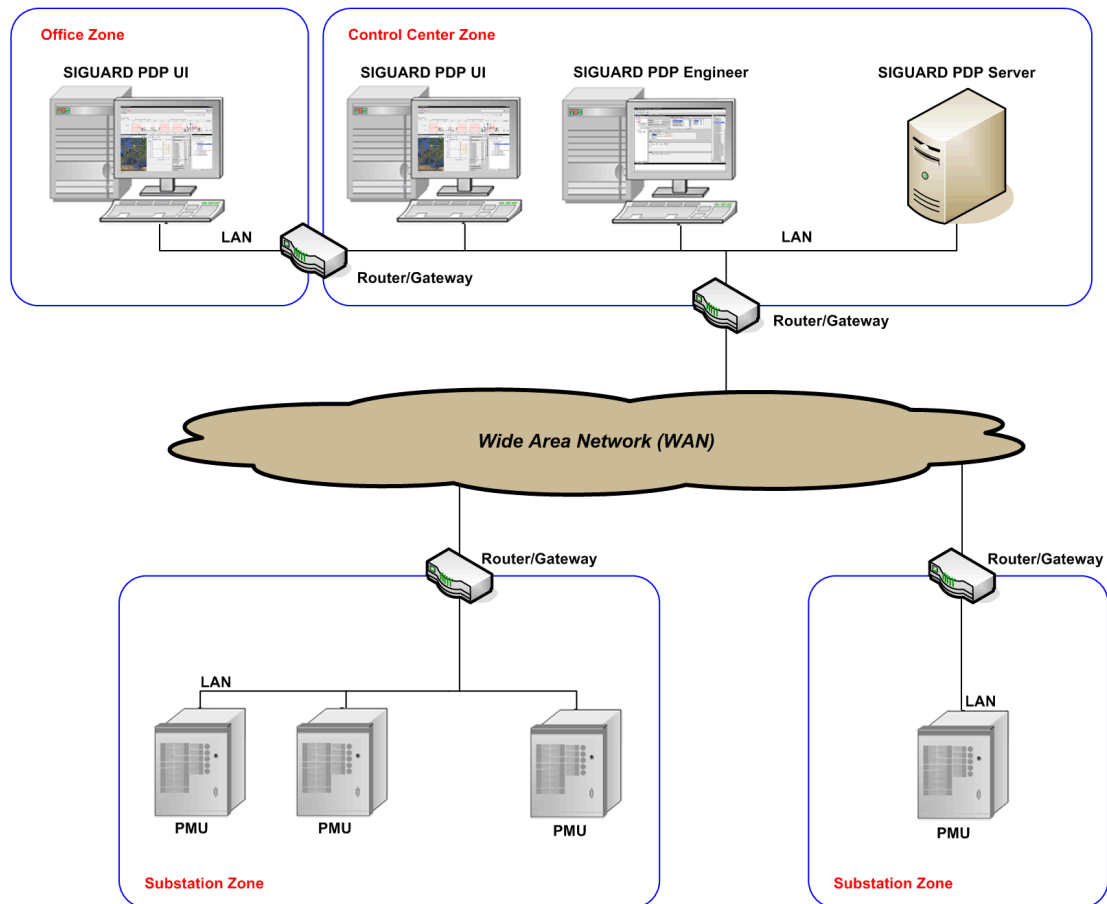 Office Zone
Control Center Zone
SIGUARD PDP UI
SIGUARD PDP UI
SIGUARD PDP Engineer
SIGUARD PDP Server
LAN
LAN
Router/Gateway
Router/Gateway
Wide Area Network (WAN)
Router/Gateway
Router/Gateway
LAN
LAN
PMU
PMU
PMU
PMU
Substation Zone
Substation Zone